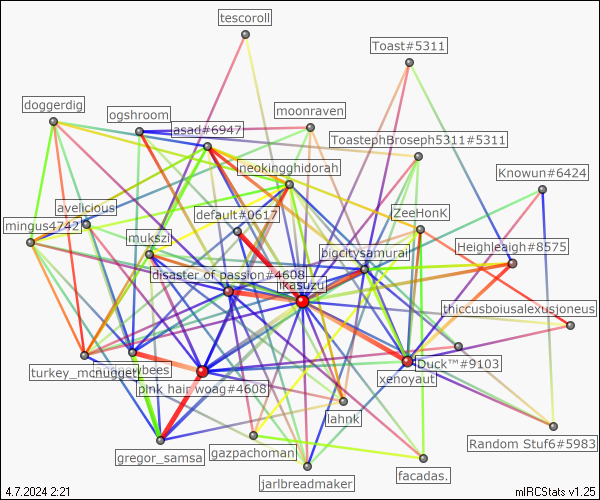 tescoroll
Toast#5311
doggerdig
ogshroom
moonraven
asad#6947
ToastephBroseph5311#5311
neokingghidorah
Knowun#6424
avelicious
default#0617
ZeeHonK
mingus4742
mukszi
bigcitysamurai
Heighleigh#8575
disaster of passion#4608
ikasuzu
thiccusboiusalexusjoneus
turkey_mcnugget
Duck™#9103
pink hair woag#4608
xenoyaut
lahnk
Random Stuf6#5983
gregor_samsa
gazpachoman
facadas.
jarlbreadmaker
4.7.2024 2:21
mIRCStats v1.25